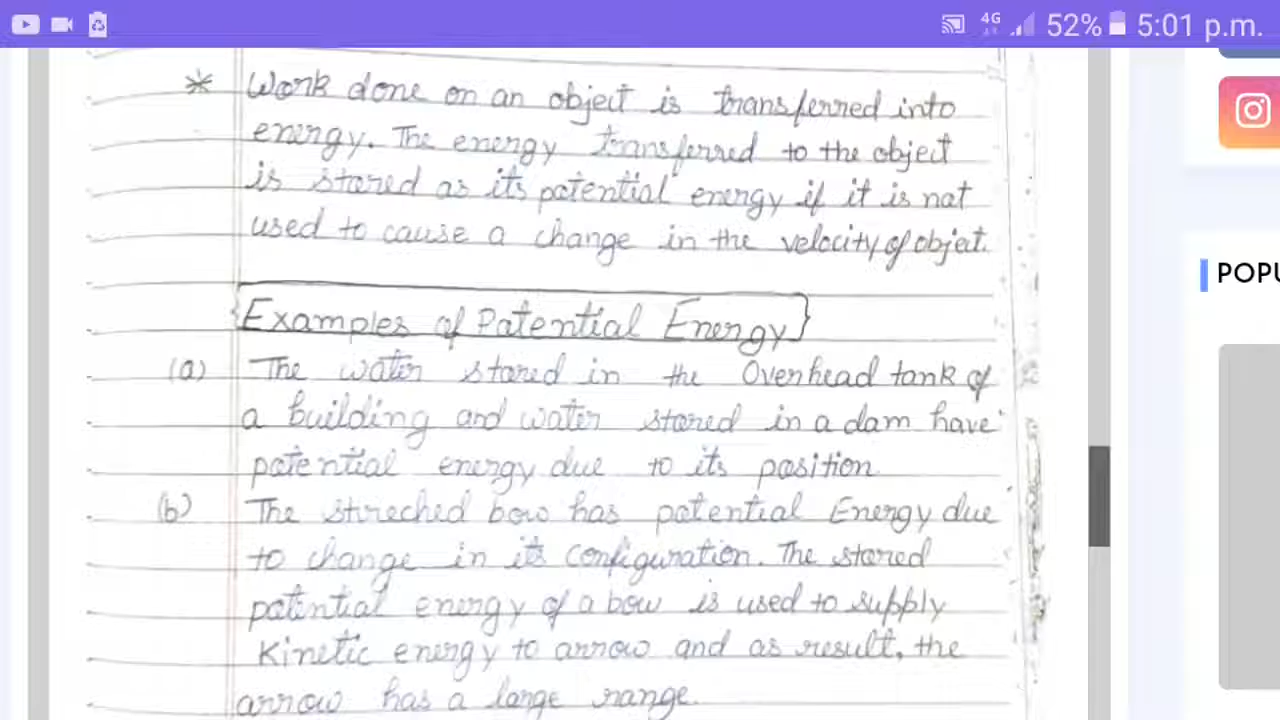 4G 52% 5:01 p.m.
* Work done on an object is transferred into
energy. The energy transferred to the object
is stored as its potential energy if it is not
used to cause a change in the velocity of object.
POPU
Examples of Potential Energy
(a) The water stored in the Overhead tank of
a building and water stored in a dam have
potential energy due to its position.
(b) The streched bow has potential Energy due
to change in its configuration. The stored
potential energy of a bow is used to supply
Kinetic energy to arrow and as result, the
arrow has a large range.